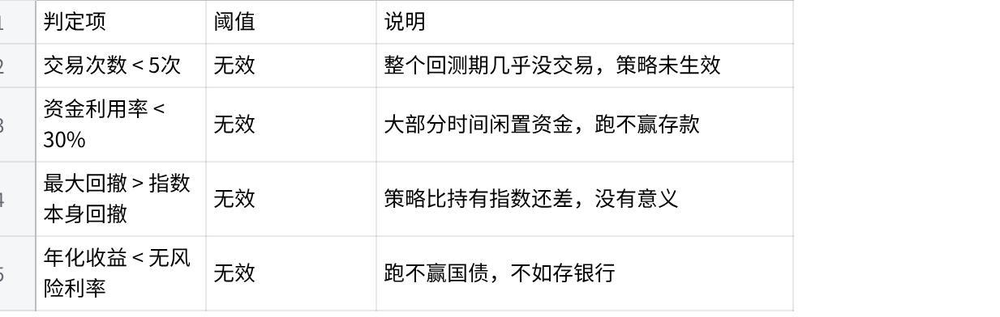 1 判定项 阈值 说明
2 交易次数 < 5次 无效 整个回测期几乎没交易，策略未生效
3 资金利用率 <
30% 无效 大部分时间闲置资金，跑不赢存款
4 最大回撤 > 指数
本身回撤 无效 策略比持有指数还差，没有意义
5 年化收益 < 无风
险利率 无效 跑不赢国债，不如存银行